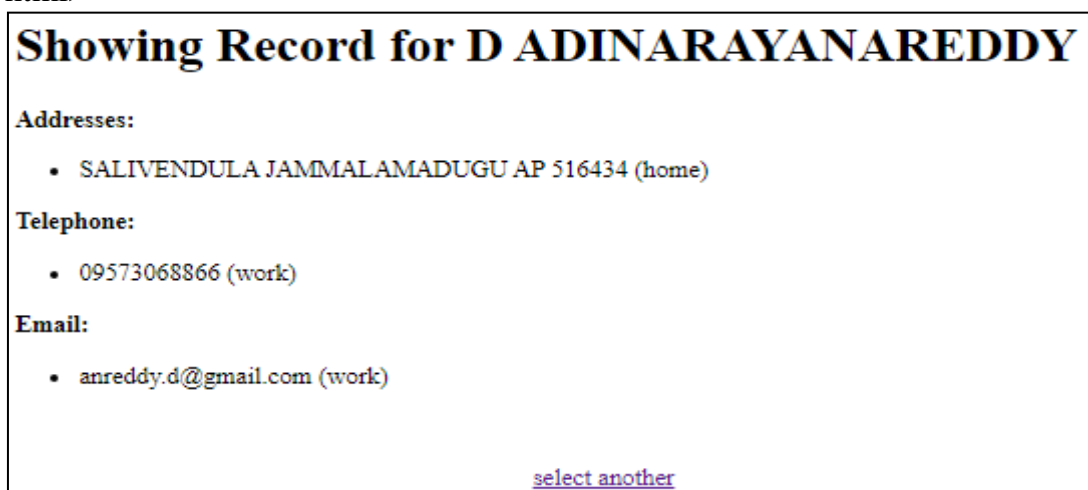 Showing Record for D ADINARAYANAREDDY
Addresses:
• SALIVENDULA JAMMALAMADUGU AP 516434 (home)
Telephone:
• 09573068866 (work)
Email:
• anreddy.d@gmail.com (work)
select another